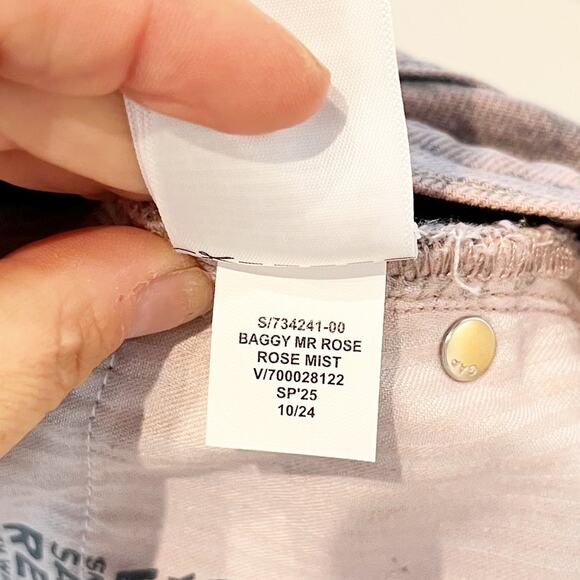 S/734241-00
BAGGY MR ROSE
ROSE MIST
V/700028122
SP'25
10/24
GAP